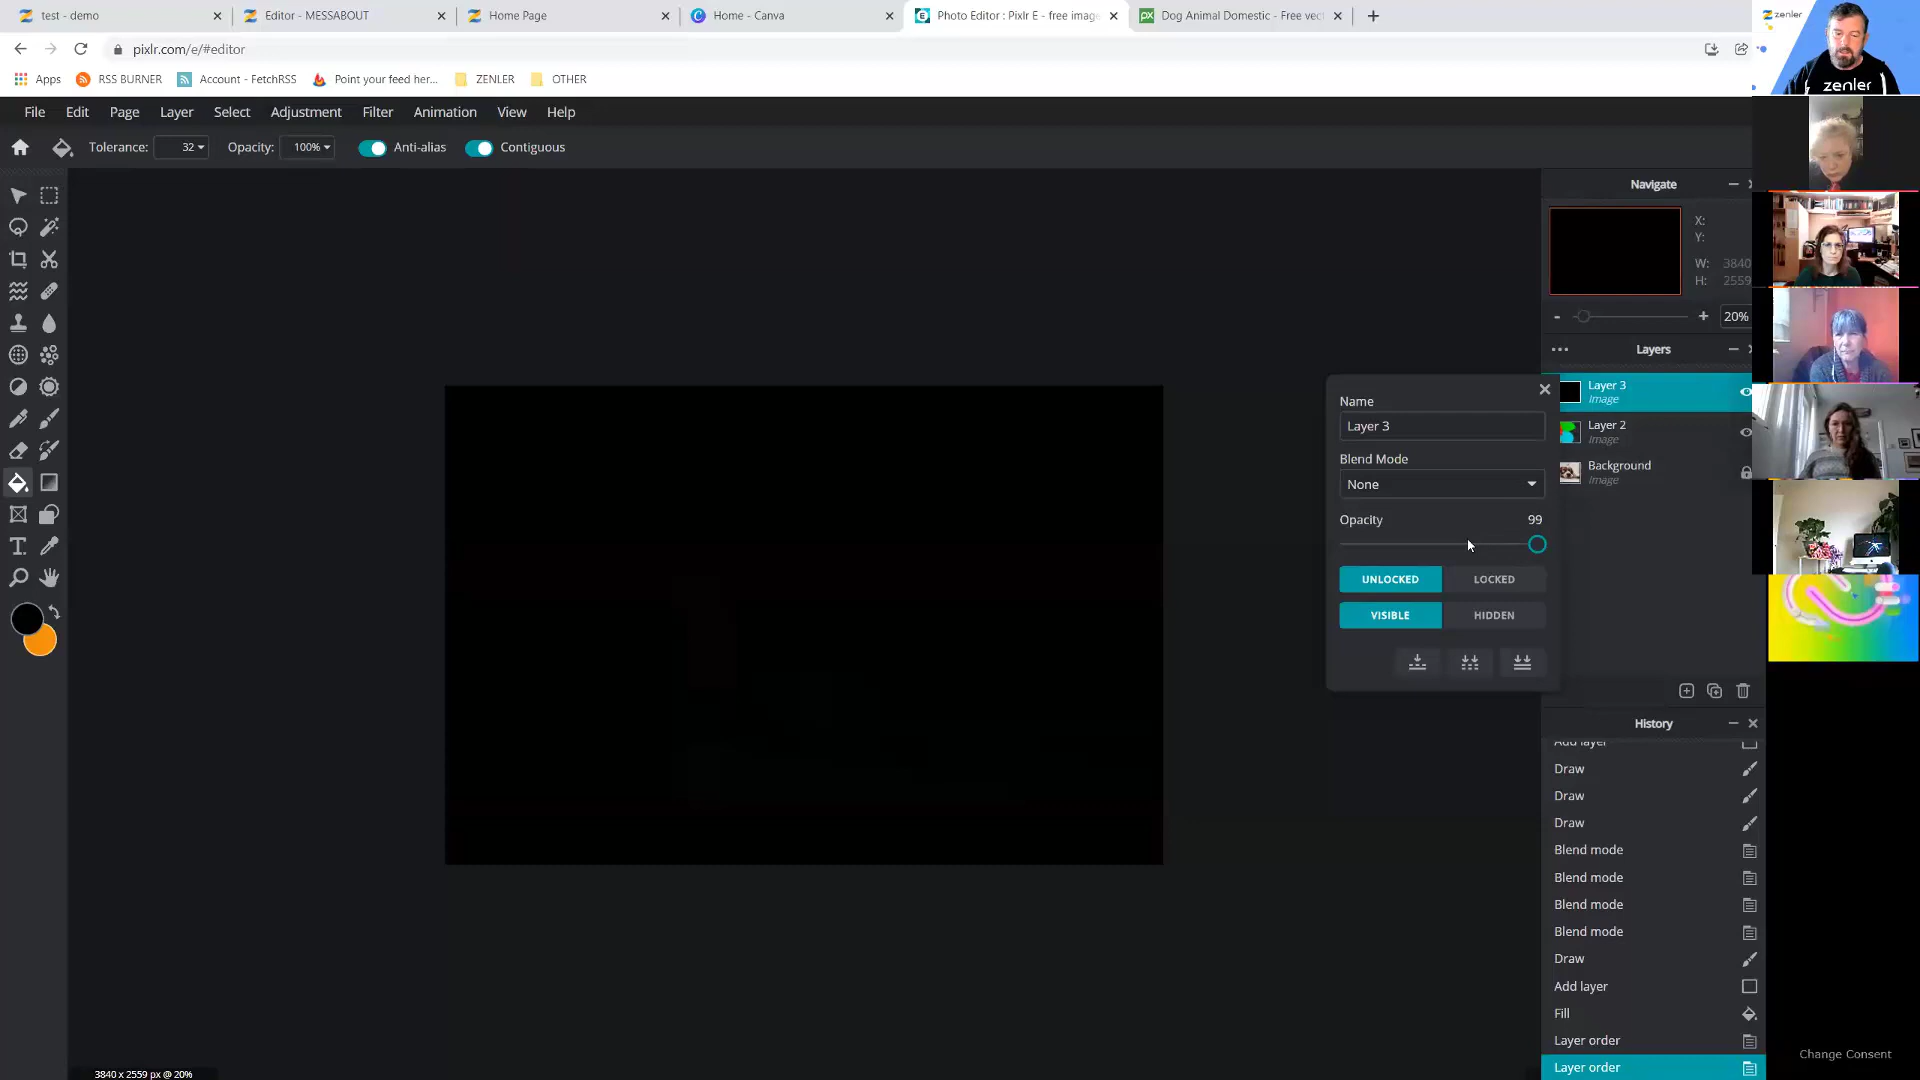 test - demo
Editor - MESSABOUT
Home Page
Home - Canva
Photo Editor : Pixlr E - free image
Dog Animal Domestic - Free vect
pixlr.com/e/#editor
Apps
RSS BURNER
Account - FetchRSS
Point your feed her...
ZENLER
OTHER
File
Edit
Page
Layer
Select
Adjustment
Filter
Animation
View
Help
Tolerance:
32
Opacity:
100%
Anti-alias
Contiguous
Navigate
X:
Y:
W: 3840
H: 2559
20%
Layers
Layer 3
Image
Layer 2
Image
Background
Image
Name
Layer 3
Blend Mode
None
Opacity
99
UNLOCKED
LOCKED
VISIBLE
HIDDEN
History
Add layer
Draw
Draw
Draw
Blend mode
Blend mode
Blend mode
Blend mode
Draw
Add layer
Fill
Layer order
Layer order
3840 x 2559 px @ 20%
zenler
zenler
Change Consent